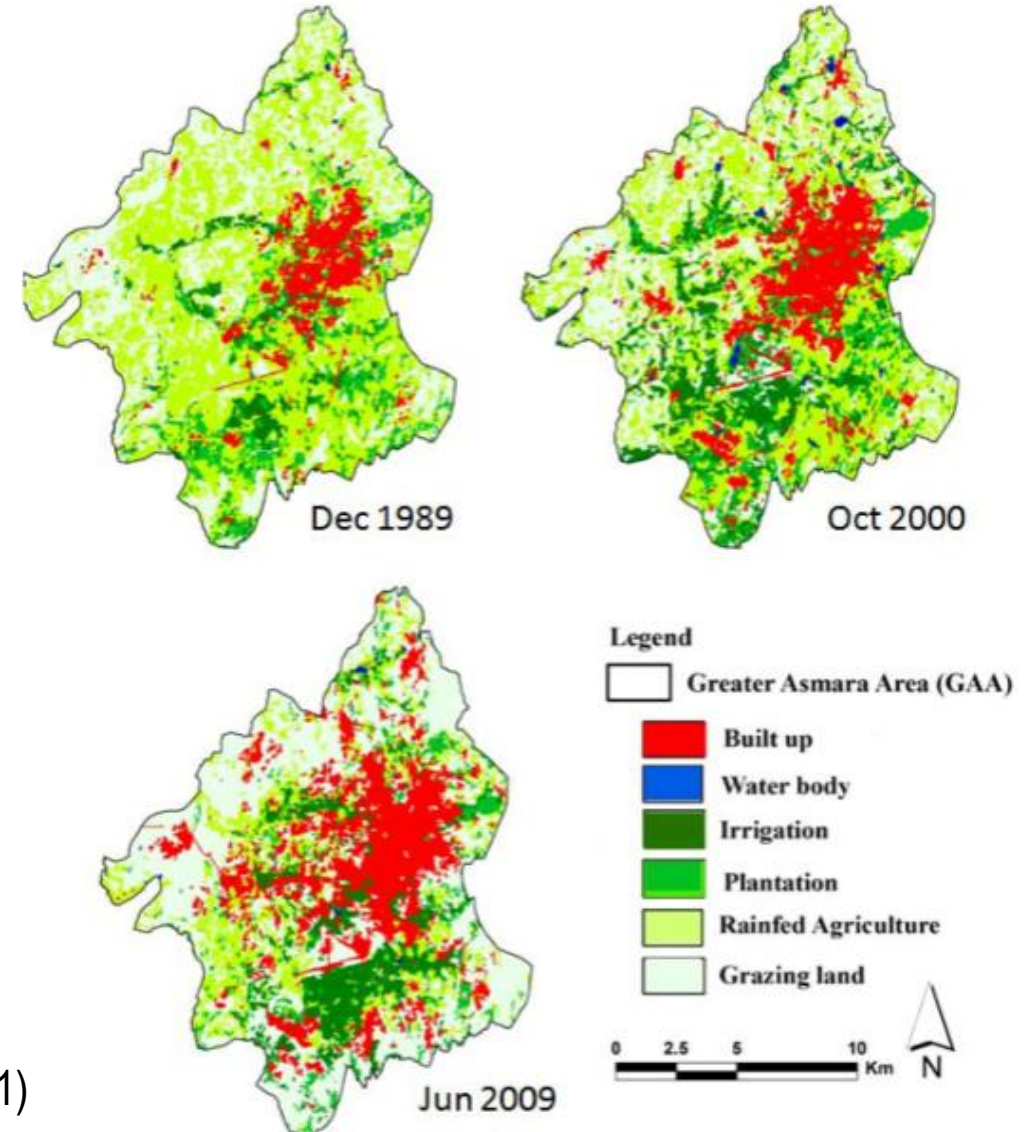 Dec 1989
Oct 2000
Legend
Greater Asmara Area (GAA)
Built up
Water body
Irrigation
Plantation
Rainfed Agriculture
Grazing land
0 2.5 5 10
Km
N
Jun 2009
1)